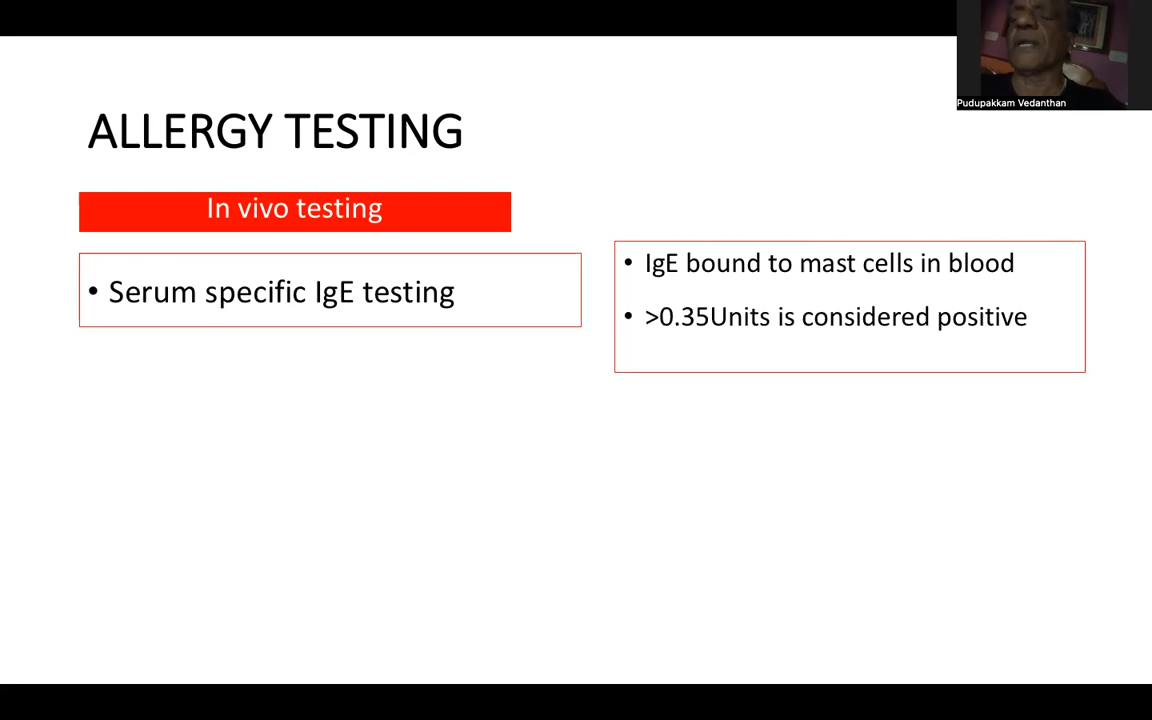 Pudupakkam Vedanthan
ALLERGY TESTING
In vivo testing
• Serum specific IgE testing
• IgE bound to mast cells in blood
• >0.35Units is considered positive